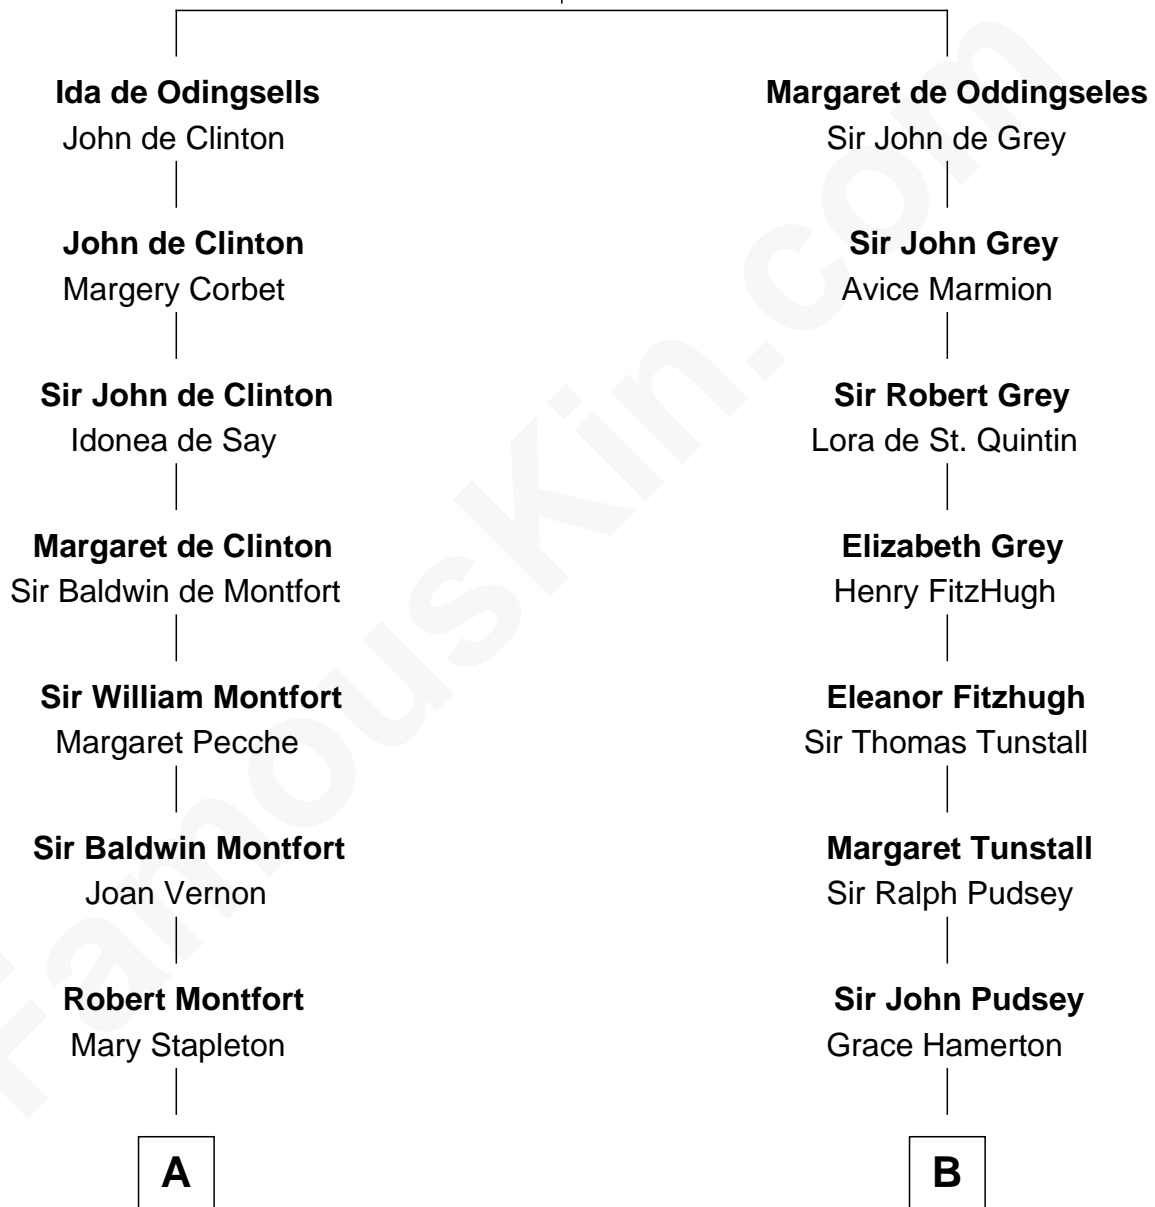 Ida de Odingsells
John de Clinton
John de Clinton
Margery Corbet
Sir John de Clinton
Idonea de Say
Margaret de Clinton
Sir Baldwin de Montfort
Sir William Montfort
Margaret Pecche
Sir Baldwin Montfort
Joan Vernon
Robert Montfort
Mary Stapleton
A
Margaret de Oddingseles
Sir John de Grey
Sir John Grey
Avice Marmion
Sir Robert Grey
Lora de St. Quintin
Elizabeth Grey
Henry FitzHugh
Eleanor Fitzhugh
Sir Thomas Tunstall
Margaret Tunstall
Sir Ralph Pudsey
Sir John Pudsey
Grace Hamerton
B
FamousKin.com